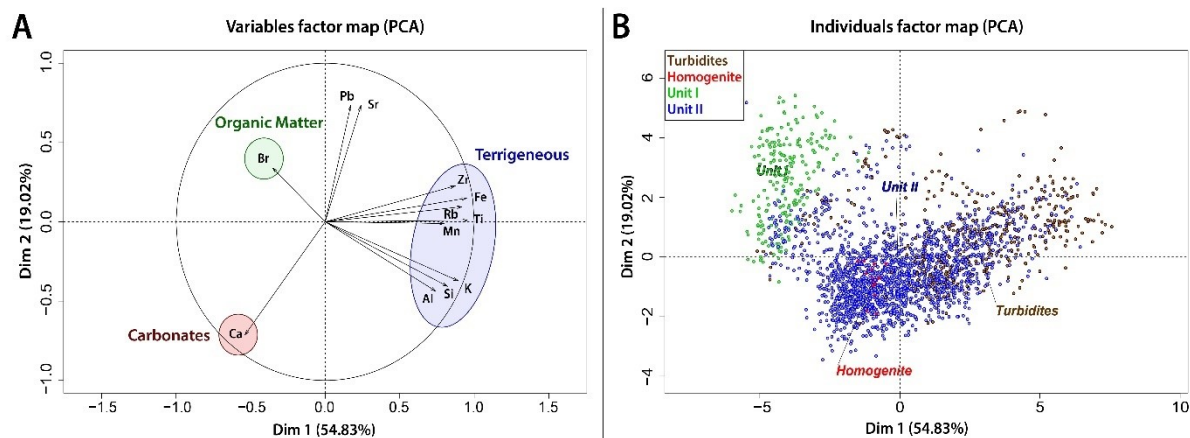 A
Variables factor map (PCA)
Dim 2 (19.02%)
1.0
0.5
0.0
−0.5
−1.0
Pb
Sr
Organic Matter
Br
Terrigeneous
Zr
Fe
Rb
Ti
Mn
Al
Si
K
Carbonates
Ca
−1.5
−1.0
−0.5
0.0
0.5
1.0
1.5
Dim 1 (54.83%)
B
Individuals factor map (PCA)
Turbidites
Homogenite
Unit I
Unit II
Dim 2 (19.02%)
6
4
2
0
−2
−4
Unit I
Unit II
Turbidites
Homogenite
−5
0
5
10
Dim 1 (54.83%)